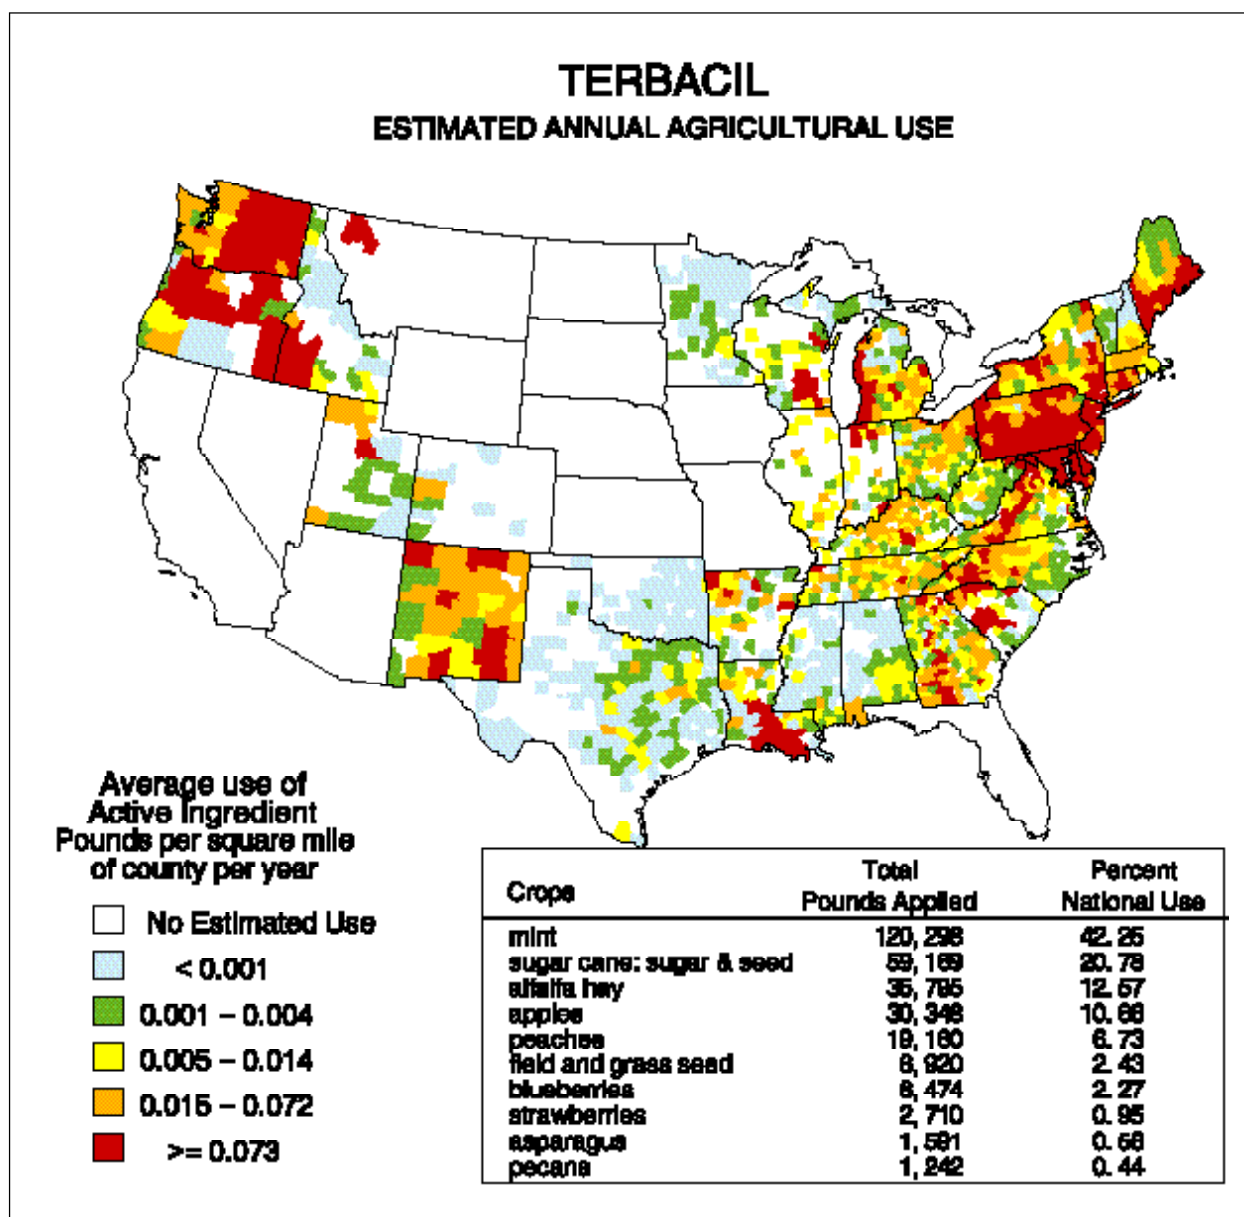 TERBACIL
ESTIMATED ANNUAL AGRICULTURAL USE
Average use of
Active Ingredient
Pounds per square mile
of county per year
No Estimated Use
< 0.001
0.001 – 0.004
0.005 – 0.014
0.015 – 0.072
>= 0.073
Crops Total Pounds Applied Percent National Use
mint 120, 298 42. 25
sugar cane: sugar & seed 59, 169 20. 78
alfalfa hay 35, 795 12. 57
apples 30, 348 10. 66
peaches 19, 160 6. 73
field and grass seed 6, 920 2. 43
blueberries 6, 474 2. 27
strawberries 2, 710 0. 95
asparagus 1, 591 0. 56
pecans 1, 242 0. 44